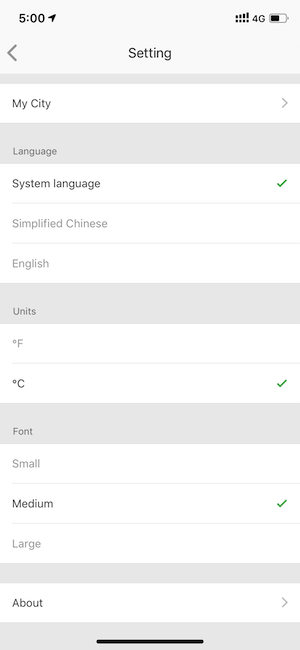 5:00
4G
Setting
My City
Language
System language
Simplified Chinese
English
Units
°F
°C
Font
Small
Medium
Large
About